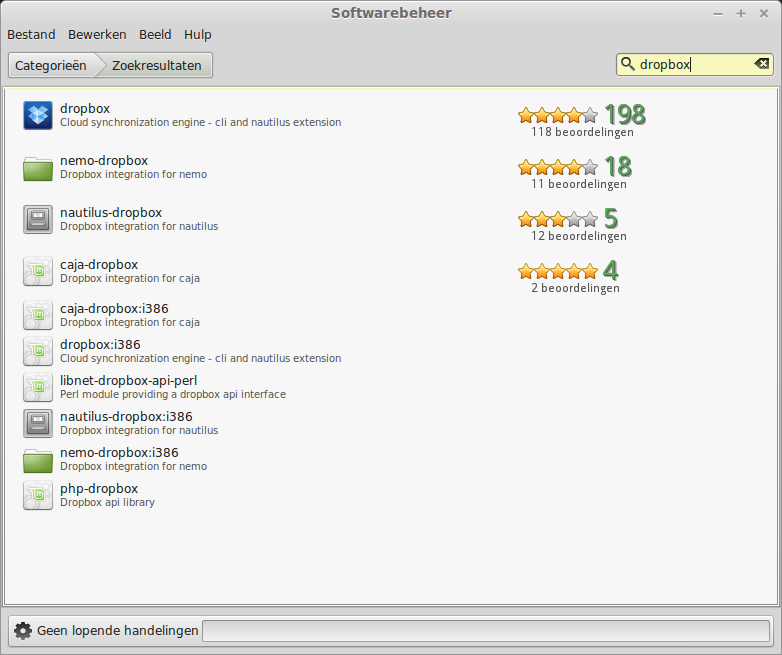 Softwarebeheer
Bestand Bewerken Beeld Hulp
Categorieën Zoekresultaten dropbox
dropbox
Cloud synchronization engine - cli and nautilus extension
198
118 beoordelingen
nemo-dropbox
Dropbox integration for nemo
18
11 beoordelingen
nautilus-dropbox
Dropbox integration for nautilus
5
12 beoordelingen
caja-dropbox
Dropbox integration for caja
4
2 beoordelingen
caja-dropbox:i386
Dropbox integration for caja
dropbox:i386
Cloud synchronization engine - cli and nautilus extension
libnet-dropbox-api-perl
Perl module providing a dropbox api interface
nautilus-dropbox:i386
Dropbox integration for nautilus
nemo-dropbox:i386
Dropbox integration for nemo
php-dropbox
Dropbox api library
Geen lopende handelingen